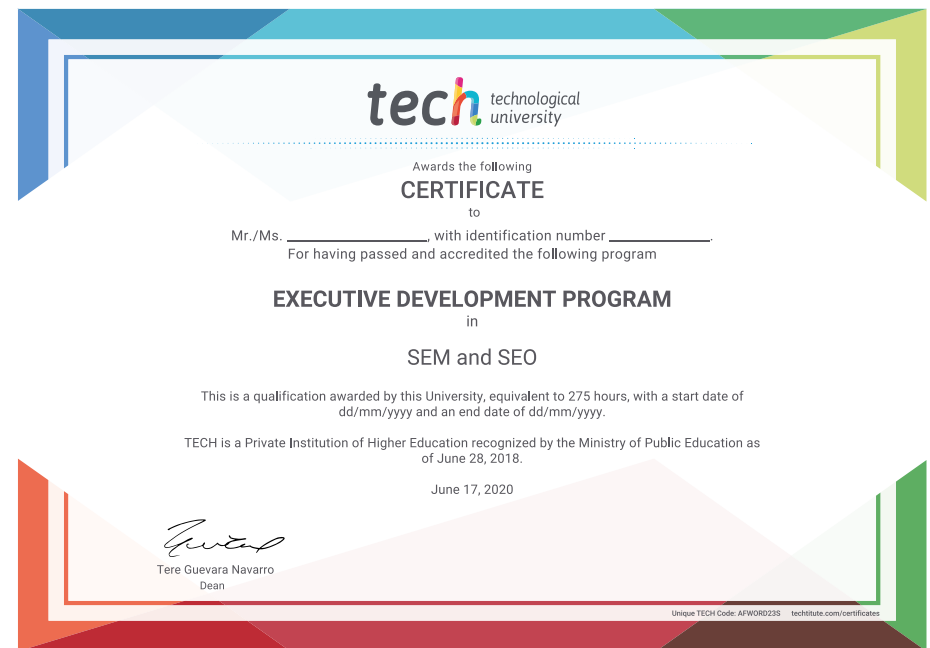 tech technological
university
Awards the following
CERTIFICATE
to
Mr./Ms. ____________________, with identification number ______________.
For having passed and accredited the following program
EXECUTIVE DEVELOPMENT PROGRAM
in
SEM and SEO
This is a qualification awarded by this University, equivalent to 275 hours, with a start date of
dd/mm/yyyy and an end date of dd/mm/yyyy.
TECH is a Private Institution of Higher Education recognized by the Ministry of Public Education as
of June 28, 2018.
June 17, 2020
Tere Guevara Navarro
Dean
Unique TECH Code: AFWORD23S techtitute.com/certificates